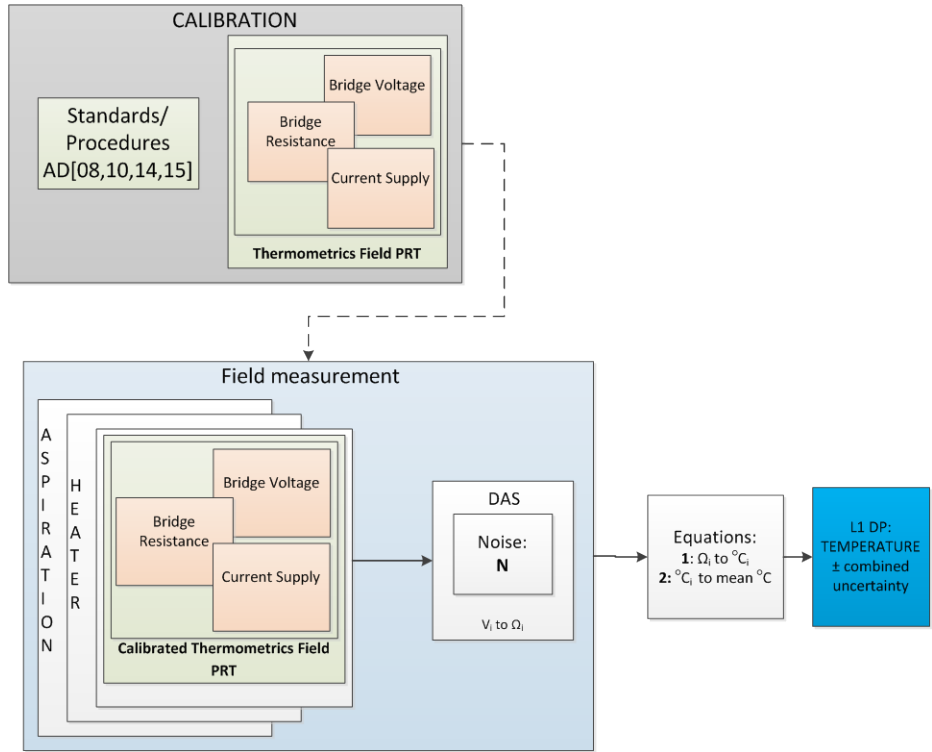 CALIBRATION
Standards/
Procedures
AD[08,10,14,15]
Bridge Voltage
Bridge
Resistance
Current Supply
Thermometrics Field PRT
Field measurement
ASPIRATION
HEATER
Bridge Voltage
Bridge
Resistance
Current Supply
Calibrated Thermometrics Field
PRT
DAS
Noise:
N
Vᵢ to Ωᵢ
Equations:
1: Ωᵢ to °Cᵢ
2: °Cᵢ to mean °C
L1 DP:
TEMPERATURE
± combined
uncertainty